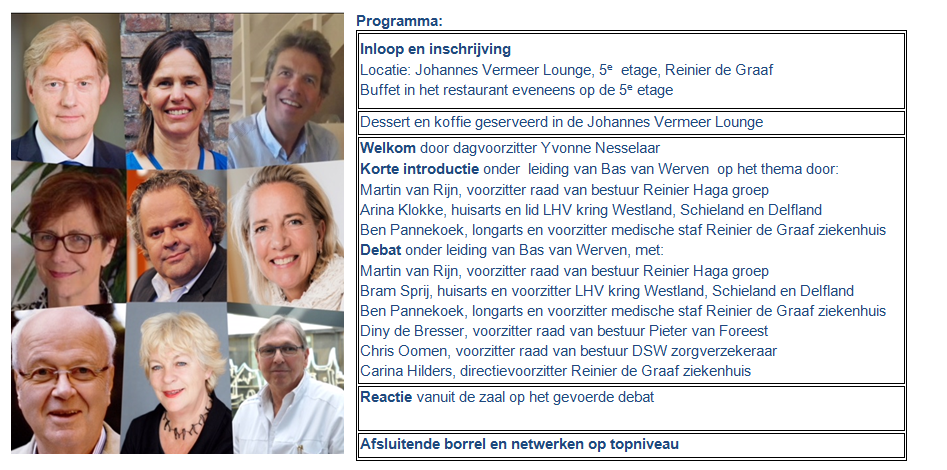 Programma:
Inloop en inschrijving
Locatie: Johannes Vermeer Lounge, 5e etage, Reinier de Graaf
Buffet in het restaurant eveneens op de 5e etage
Dessert en koffie geserveerd in de Johannes Vermeer Lounge
Welkom door dagvoorzitter Yvonne Nesselaar
Korte introductie onder leiding van Bas van Werven op het thema door:
Martin van Rijn, voorzitter raad van bestuur Reinier Haga groep
Arina Klokke, huisarts en lid LHV kring Westland, Schieland en Delfland
Ben Pannekoek, longarts en voorzitter medische staf Reinier de Graaf ziekenhuis
Debat onder leiding van Bas van Werven, met:
Martin van Rijn, voorzitter raad van bestuur Reinier Haga groep
Bram Sprij, huisarts en voorzitter LHV kring Westland, Schieland en Delfland
Ben Pannekoek, longarts en voorzitter medische staf Reinier de Graaf ziekenhuis
Diny de Bresser, voorzitter raad van bestuur Pieter van Foreest
Chris Oomen, voorzitter raad van bestuur DSW zorgverzekeraar
Carina Hilders, directievoorzitter Reinier de Graaf ziekenhuis
Reactie vanuit de zaal op het gevoerde debat
Afsluitende borrel en netwerken op topniveau